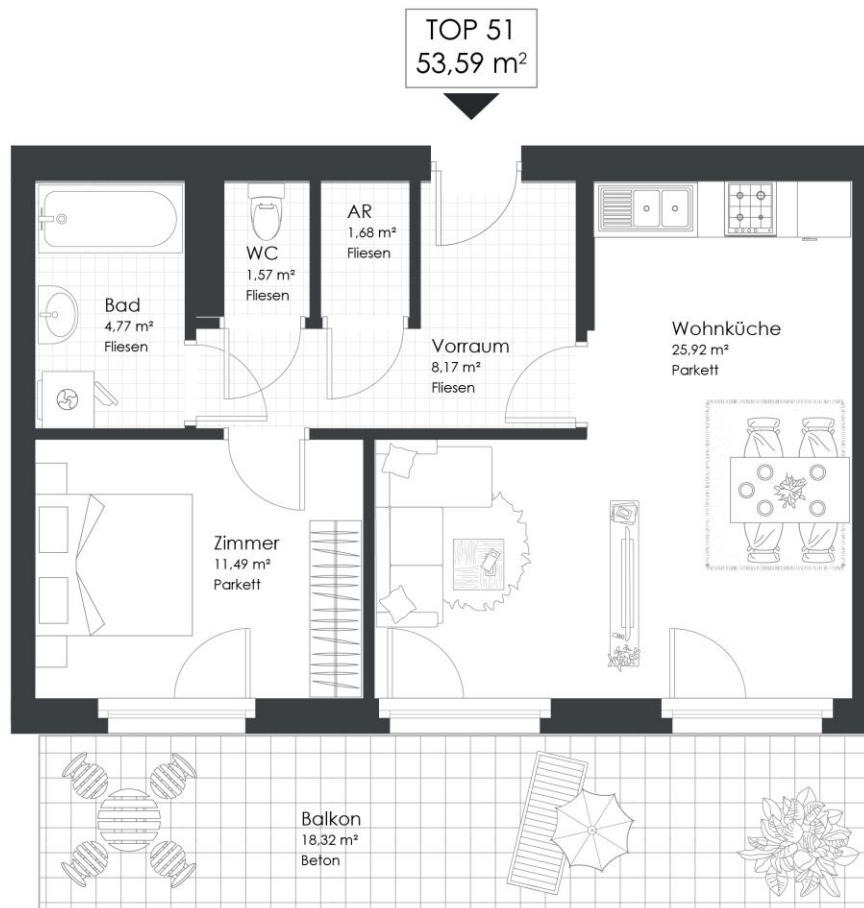 TOP 51
53,59 m²
AR
1,68 m²
Fliesen
WC
1,57 m²
Fliesen
Bad
4,77 m²
Fliesen
Vorraum
8,17 m²
Fliesen
Wohnküche
25,92 m²
Parkett
Zimmer
11,49 m²
Parkett
Balkon
18,32 m²
Beton